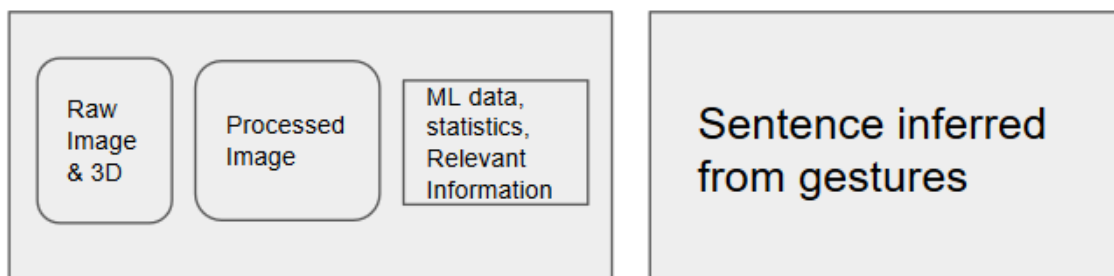 Raw
Image
& 3D
Processed
Image
ML data,
statistics,
Relevant
Information
Sentence inferred
from gestures